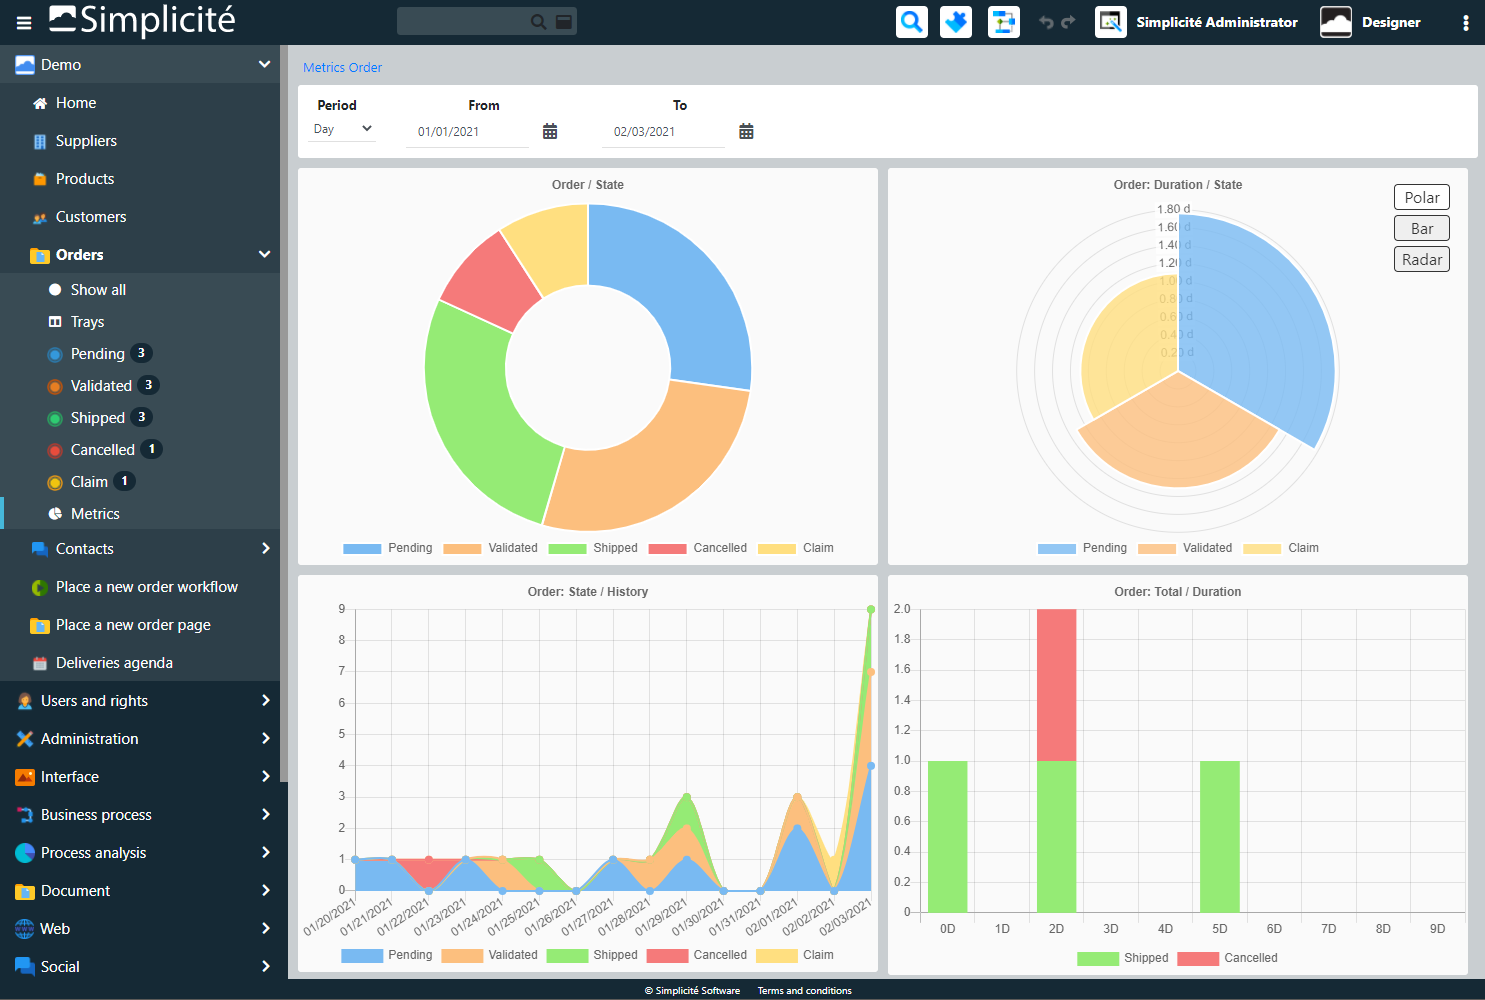 Simplicité
Simplicité Administrator
Designer
Demo
Home
Suppliers
Products
Customers
Orders
Show all
Trays
Pending 3
Validated 3
Shipped 3
Cancelled 1
Claim 1
Metrics
Contacts
Place a new order workflow
Place a new order page
Deliveries agenda
Users and rights
Administration
Interface
Business process
Process analysis
Document
Web
Social
Metrics Order
Period From To
Day 01/01/2021 02/03/2021
Order / State
Pending Validated Shipped Cancelled Claim
Order: Duration / State
Polar
Bar
Radar
1.80 d
1.60 d
1.40 d
1.20 d
1.00 d
0.80 d
0.60 d
0.40 d
0.20 d
Pending Validated Claim
Order: State / History
9
8
7
6
5
4
3
2
1
0
01/20/2021 01/21/2021 01/22/2021 01/23/2021 01/24/2021 01/25/2021 01/26/2021 01/27/2021 01/28/2021 01/29/2021 01/30/2021 01/31/2021 02/01/2021 02/02/2021 02/03/2021
Pending Validated Shipped Cancelled Claim
Order: Total / Duration
2.0
1.8
1.6
1.4
1.2
1.0
0.8
0.6
0.4
0.2
0
0D 1D 2D 3D 4D 5D 6D 7D 8D 9D
Shipped Cancelled
© Simplicité Software Terms and conditions